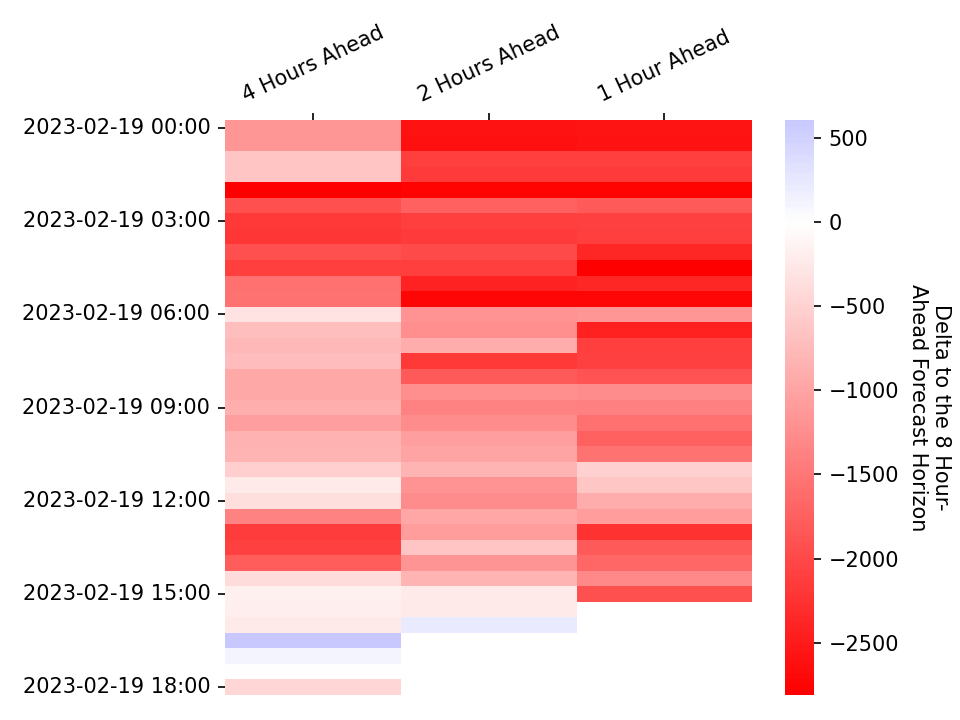 4 Hours Ahead
2 Hours Ahead
1 Hour Ahead
2023-02-19 00:00
2023-02-19 03:00
2023-02-19 06:00
2023-02-19 09:00
2023-02-19 12:00
2023-02-19 15:00
2023-02-19 18:00
500
0
−500
−1000
−1500
−2000
−2500
Delta to the 8 Hour-
Ahead Forecast Horizon